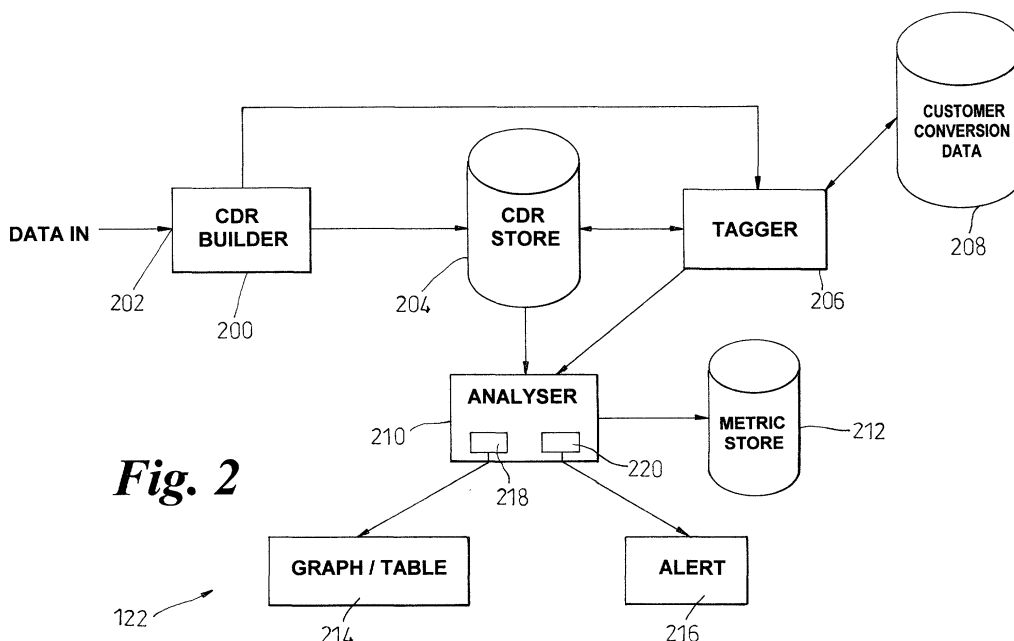 CUSTOMER
CONVERSION
DATA
208
DATA IN
202
CDR
BUILDER
200
CDR
STORE
204
TAGGER
206
ANALYSER
210
218
220
METRIC
STORE
212
Fig. 2
GRAPH / TABLE
214
ALERT
216
122